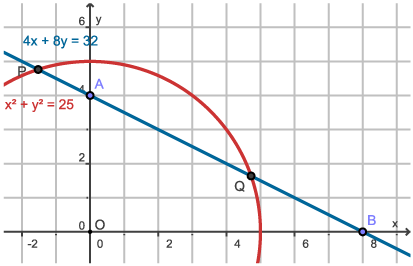 6
y
4x + 8y = 32
P
A
4
x² + y² = 25
2
Q
B
0
O
x
-2
0
2
4
6
8